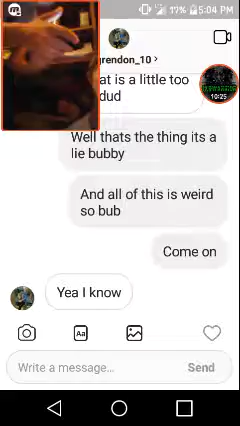 17% 5:04 PM
grendon_10 >
at is a little too
dud
10:25
Well thats the thing its a
lie bubby
And all of this is weird
so bub
Come on
Yea I know
Aa
Write a message... Send